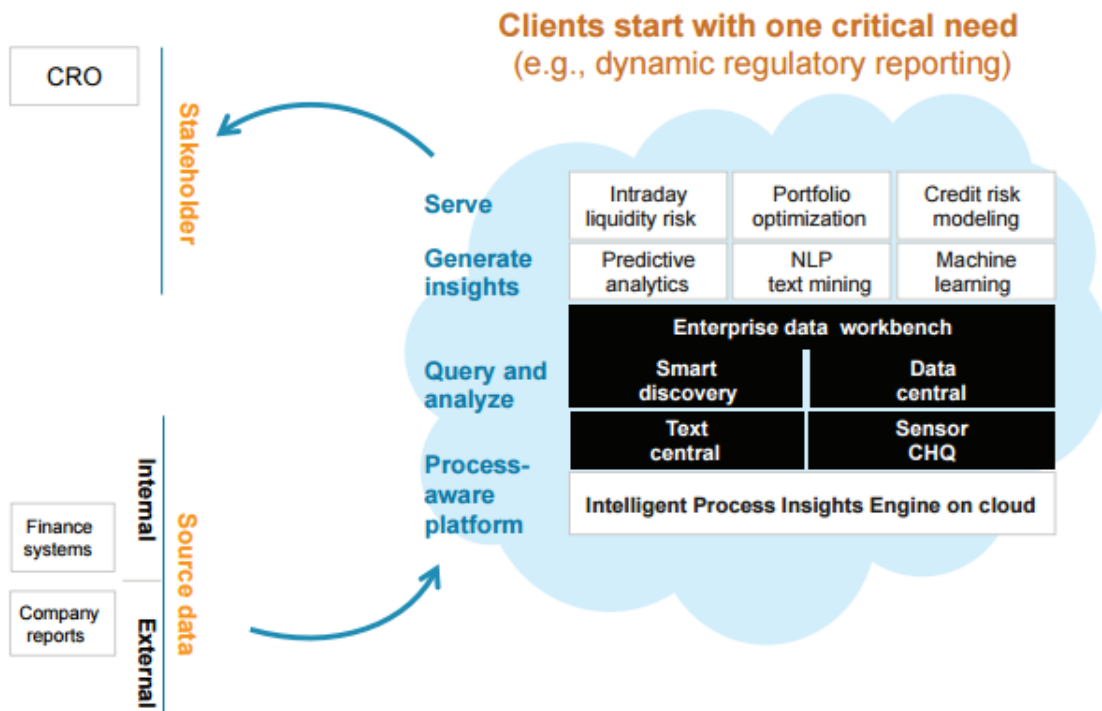 Clients start with one critical need
(e.g., dynamic regulatory reporting)
CRO
Stakeholder
Serve
Intraday
liquidity risk
Portfolio
optimization
Credit risk
modeling
Generate
insights
Predictive
analytics
NLP
text mining
Machine
learning
Enterprise data workbench
Query and
analyze
Smart
discovery
Data
central
Text
central
Sensor
CHQ
Process-
aware
platform
Intelligent Process Insights Engine on cloud
Internal
Finance
systems
Source data
Company
reports
External